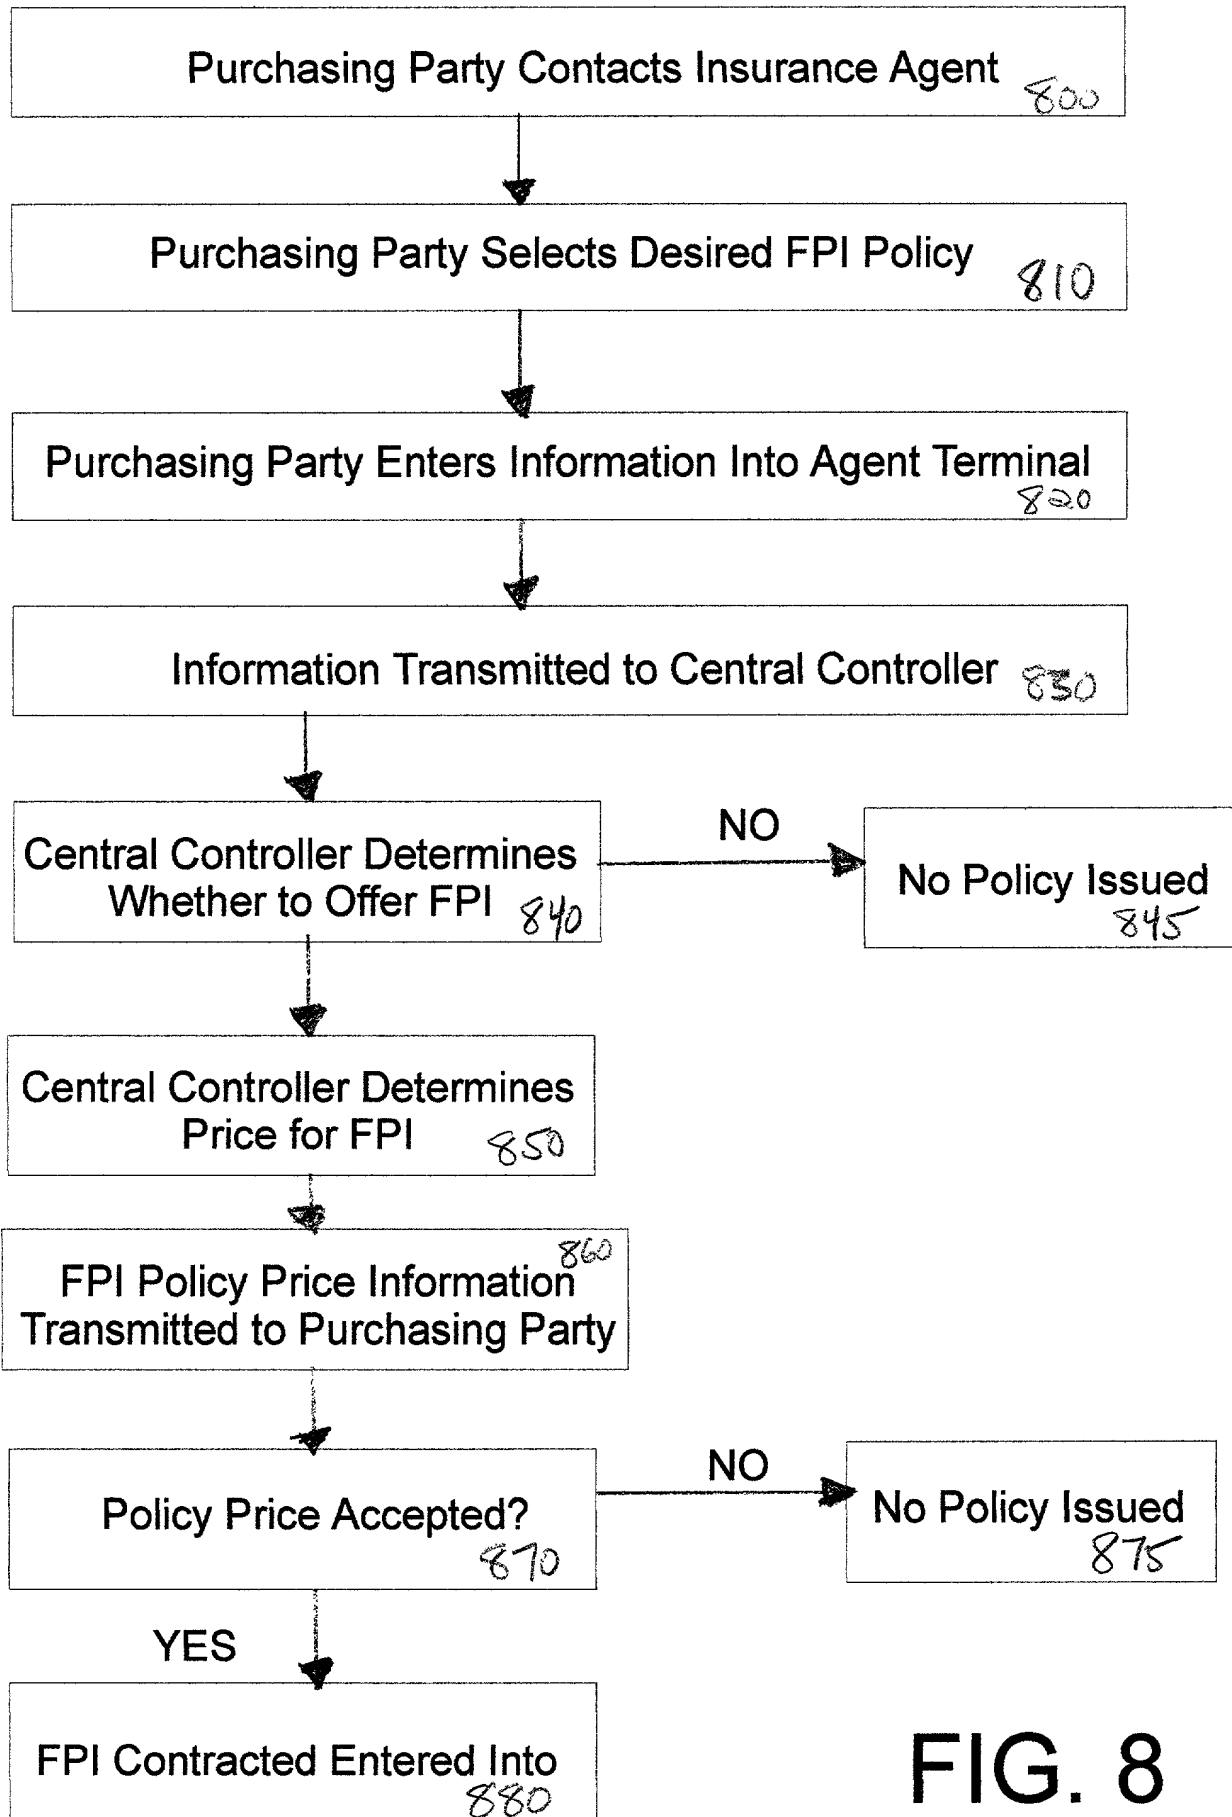 Purchasing Party Contacts Insurance Agent
800
Purchasing Party Selects Desired FPI Policy
810
Purchasing Party Enters Information Into Agent Terminal
820
Information Transmitted to Central Controller 830
Central Controller Determines
Whether to Offer FPI 840
NO
No Policy Issued
845
Central Controller Determines
Price for FPI 850
860
FPI Policy Price Information
Transmitted to Purchasing Party
Policy Price Accepted?
870
NO
No Policy Issued
875
YES
FPI Contracted Entered Into
880
FIG. 8